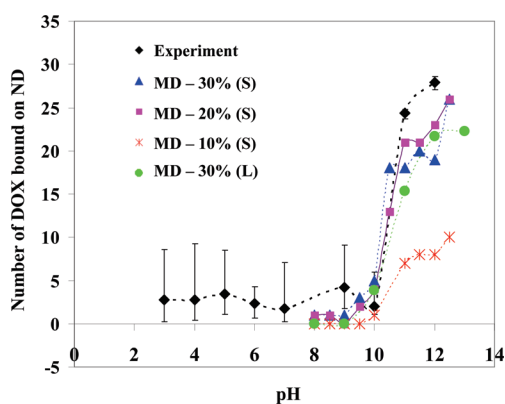 35
30
25
20
15
10
5
0
-5
0 2 4 6 8 10 12 14
pH
Number of DOX bound on ND
Experiment
MD – 30% (S)
MD – 20% (S)
MD – 10% (S)
MD – 30% (L)